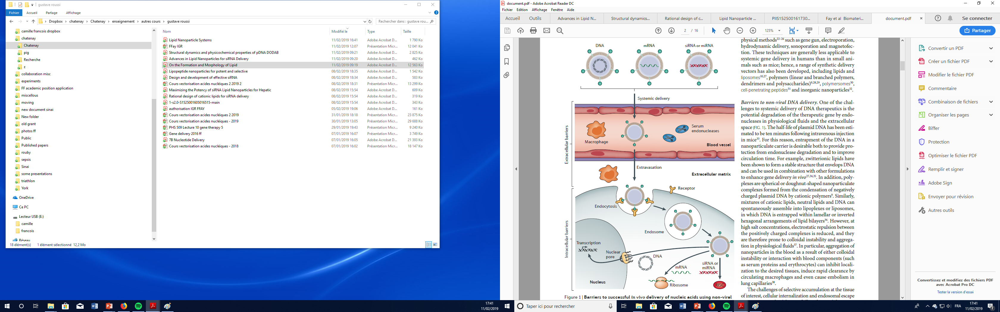 gustave roussi
Fichier Accueil Partage Affichage
Dropbox chatenay Chatenay enseignement autres cours gustave roussi
Rechercher dans : gustave rou...
camille francois dropbox
chatenay
Chatenay
pig
Recherche
z
collaboration misc
experiments
FF academic position application
miscellous
moving
new document sinai
New folder
old grant
photos ff
Public
Published papers
rouby
sepsis
Sinai
some presentations
triathlon
York
OneDrive
Ce PC
Lecteur USB (E:)
camille
francois
Réseau
18 élément(s) 1 élément sélectionné 12,2 Mo
Nom Modifié le Type Taille
Lipid Nanoparticle Systems 11/02/2019 16:41 Adobe Acrobat D... 1 790 Ko
FFay IGR 11/02/2019 12:07 Présentation Micr... 12 041 Ko
Structural dynamics and physicochemical properties of pDNA DODAB 11/02/2019 09:21 Adobe Acrobat D... 2 825 Ko
Advances in Lipid Nanoparticles for siRNA Delivery 11/02/2019 09:20 Adobe Acrobat D... 462 Ko
On the Formation and Morphology of Lipid 11/02/2019 09:19 Adobe Acrobat D... 12 563 Ko
Lipopeptide nanoparticles for potent and selective 08/02/2019 18:35 Adobe Acrobat D... 1 542 Ko
Design and development of effective siRNA 08/02/2019 18:34 Adobe Acrobat D... 583 Ko
Cours vectorisation acides nucléiques 2 2019 2 08/02/2019 18:31 Présentation Micr... 13 299 Ko
Maximizing the Potency of siRNA Lipid Nanoparticles for Hepatic 08/02/2019 15:54 Adobe Acrobat D... 609 Ko
Rational design of cationic lipids for siRNA delivery 08/02/2019 15:54 Adobe Acrobat D... 319 Ko
1-s2.0-S1525001605016515-main 08/02/2019 15:54 Adobe Acrobat D... 343 Ko
authorisation IGR FFAY 05/02/2019 19:06 Adobe Acrobat D... 161 Ko
Cours vectorisation acides nucléiques 2 2019 31/01/2019 18:18 Présentation Micr... 23 875 Ko
Cours vectorisation acides nucléiques - 2019 30/01/2019 13:05 Présentation Micr... 29 688 Ko
PHS 509 Lecture 10 gene therapy 5 29/01/2019 19:43 Présentation Micr... 9 240 Ko
Gene delivery 2016 ff 07/01/2019 16:07 Présentation Micr... 3 749 Ko
7B Nucleotide Delivery 07/01/2019 16:05 Adobe Acrobat D... 21 393 Ko
Cours vectorisation acides nucléiques - 2018 07/01/2019 16:02 Présentation Micr... 18 147 Ko
17:41
11/02/2019
document.pdf - Adobe Acrobat Reader DC
Fichier Edition Affichage Fenêtre Aide
Accueil Outils Advances in Lipid N... Structural dynamics... Rational design of c... Lipid Nanoparticle ... PIIS152500161730... Fay et al Biomateri... document.pdf Se connecter
2 / 16 125% Partager
DNA mRNA siRNA or miRNA
Systemic delivery
Extracellular barriers
Macrophage
Serum
endonucleases
Blood vessel
Extravasation
Extracellular matrix
Receptor
Endocytosis
Endosome
Intracellular barriers
Transcription
Nuclear
pore
DNA
mRNA
siRNA or
miRNA
Nucleus
Ribosome
RISC
Figure 1 | Barriers to successful in vivo delivery of nucleic acids using non-viral
physical methods22–26 such as gene gun, electroporation,
hydrodynamic delivery, sonoporation and magnetofec-
tion. These techniques are generally less applicable to
systemic gene delivery in humans than in small ani-
mals such as mice; hence, a range of synthetic delivery
vectors has also been developed, including lipids and
liposomes10,27, polymers (linear and branched polymers,
dendrimers and polysaccharides)9,28,29, polymersomes30,
cell-penetrating peptides31 and inorganic nanoparticles32.
Barriers to non-viral DNA delivery. One of the chal-
lenges to systemic delivery of DNA therapeutics is the
potential degradation of the therapeutic gene by endo-
nucleases in physiological fluids and the extracellular
space (FIG. 1). The half-life of plasmid DNA has been esti-
mated to be ten minutes following intravenous injection
in mice33. For this reason, entrapment of the DNA in a
nanoparticulate carrier is desirable both to provide pro-
tection from endonuclease degradation and to improve
circulation time. For example, zwitterionic lipids have
been shown to form a stable structure that envelops DNA
and can be used in combination with other formulations
to enhance gene delivery in vivo27,34,35. In addition, poly-
plexes are spherical or doughnut-shaped nanoparticulate
complexes formed from the condensation of negatively
charged plasmid DNA by cationic polymers9. Similarly,
mixtures of cationic lipids, neutral lipids and DNA can
spontaneously assemble into lipoplexes or liposomes,
in which DNA is entrapped within lamellar or inverted
hexagonal arrangements of lipid bilayers36. However, at
high salt concentrations, electrostatic repulsion between
the positively charged complexes is reduced, and they
are therefore prone to colloidal instability and aggrega-
tion in physiological fluids37. In particular, aggregation of
nanoparticles in the blood as a result of either colloidal
instability or interaction with blood components (such
as serum proteins and erythrocytes) can inhibit locali-
zation to the desired tissues, induce rapid clearance by
circulating macrophages and even cause embolism in
lung capillaries38.
The challenges of selective accumulation at the tissue
of interest, cellular internalization and endosomal escape
Convertir un PDF
Créer un fichier PDF
Modifier le fichier PDF
Commentaire
Combinaison de fichiers
Organiser les pages
Biffer
Protection
Optimiser le fichier PDF
Remplir et signer
Adobe Sign
Envoyer pour révision
Autres outils
Convertissez et modifiez des fichiers PDF
avec Acrobat Pro DC
Tester la version d'essai
Taper ici pour rechercher
FRA
17:41
11/02/2019
2